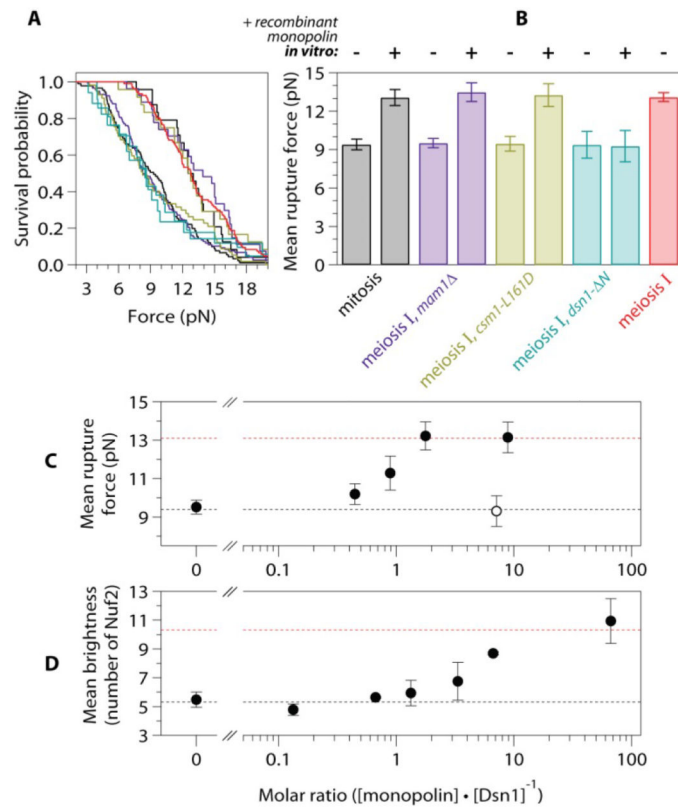 A
B
+ recombinant
monopolin
in vitro:
- + - + - + - + -
Survival probability
1.0
0.8
0.6
0.4
0.2
0.0
3 6 9 12 15 20
Force (pN)
Mean rupture force (pN)
15
12
9
6
3
0
mitosis
meiosis I, mam1Δ
meiosis I, csm1-L161D
meiosis I, dsn1-ΔN
meiosis I
C
Mean rupture
force (pN)
15
13
11
9
0 0.1 1 10 100
D
Mean brightness
(number of Nuf2)
13
11
9
7
5
3
0 0.1 1 10 100
Molar ratio ([monopolin] • [Dsn1]⁻¹)